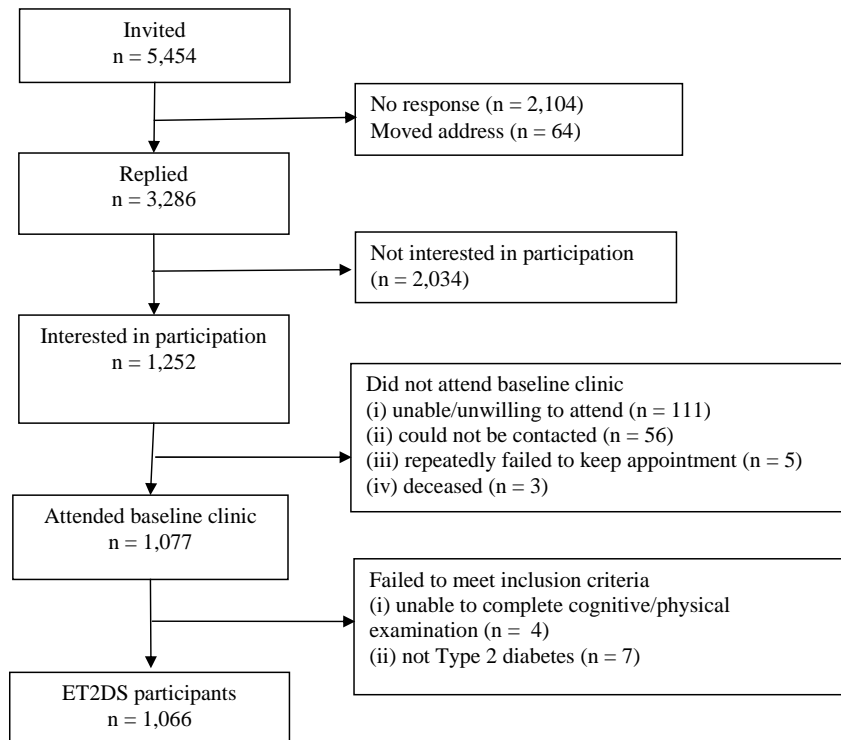 Invited
n = 5,454
No response (n = 2,104)
Moved address (n = 64)
Replied
n = 3,286
Not interested in participation
(n = 2,034)
Interested in participation
n = 1,252
Did not attend baseline clinic
(i) unable/unwilling to attend (n = 111)
(ii) could not be contacted (n = 56)
(iii) repeatedly failed to keep appointment (n = 5)
(iv) deceased (n = 3)
Attended baseline clinic
n = 1,077
Failed to meet inclusion criteria
(i) unable to complete cognitive/physical
examination (n =  4)
(ii) not Type 2 diabetes (n = 7)
ET2DS participants
n = 1,066